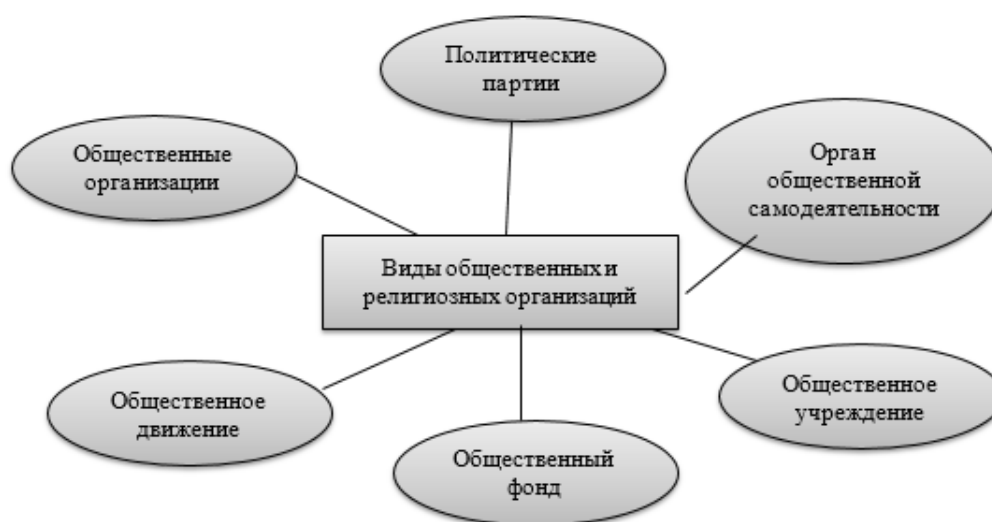 Политические
партии
Общественные
организации
Орган
общественной
самодеятельности
Виды общественных и
религиозных организаций
Общественное
движение
Общественное
учреждение
Общественный
фонд